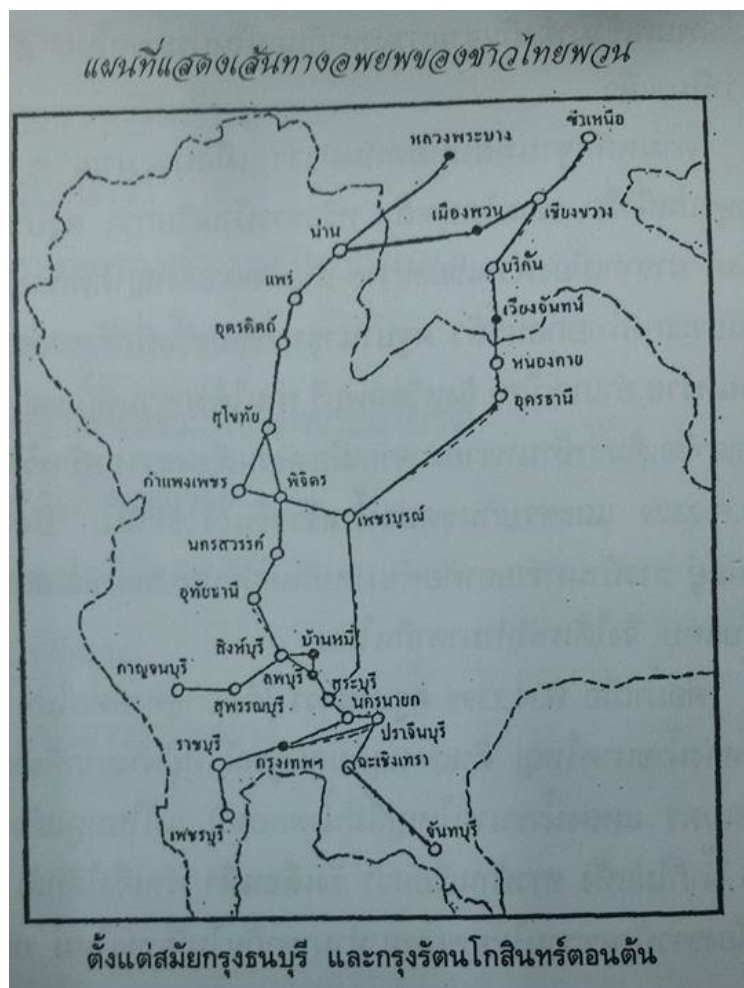 แผนที่แสดงเส้นทางอพยพของชาวไทยพวน
ซำเหนือ
หลวงพระบาง
เมืองพวน
เชียงขวาง
น่าน
บริกัน
แพร่
เวียงจันทน์
อุตรดิตถ์
หนองคาย
อุดรธานี
สุโขทัย
กำแพงเพชร
พิจิตร
เพชรบูรณ์
นครสวรรค์
อุทัยธานี
สิงห์บุรี
บ้านหมี่
กาญจนบุรี
ลพบุรี
สระบุรี
สุพรรณบุรี
นครนายก
ปราจีนบุรี
ราชบุรี
กรุงเทพฯ
ฉะเชิงเทรา
เพชรบุรี
จันทบุรี
ตั้งแต่สมัยกรุงธนบุรี และกรุงรัตนโกสินทร์ตอนต้น